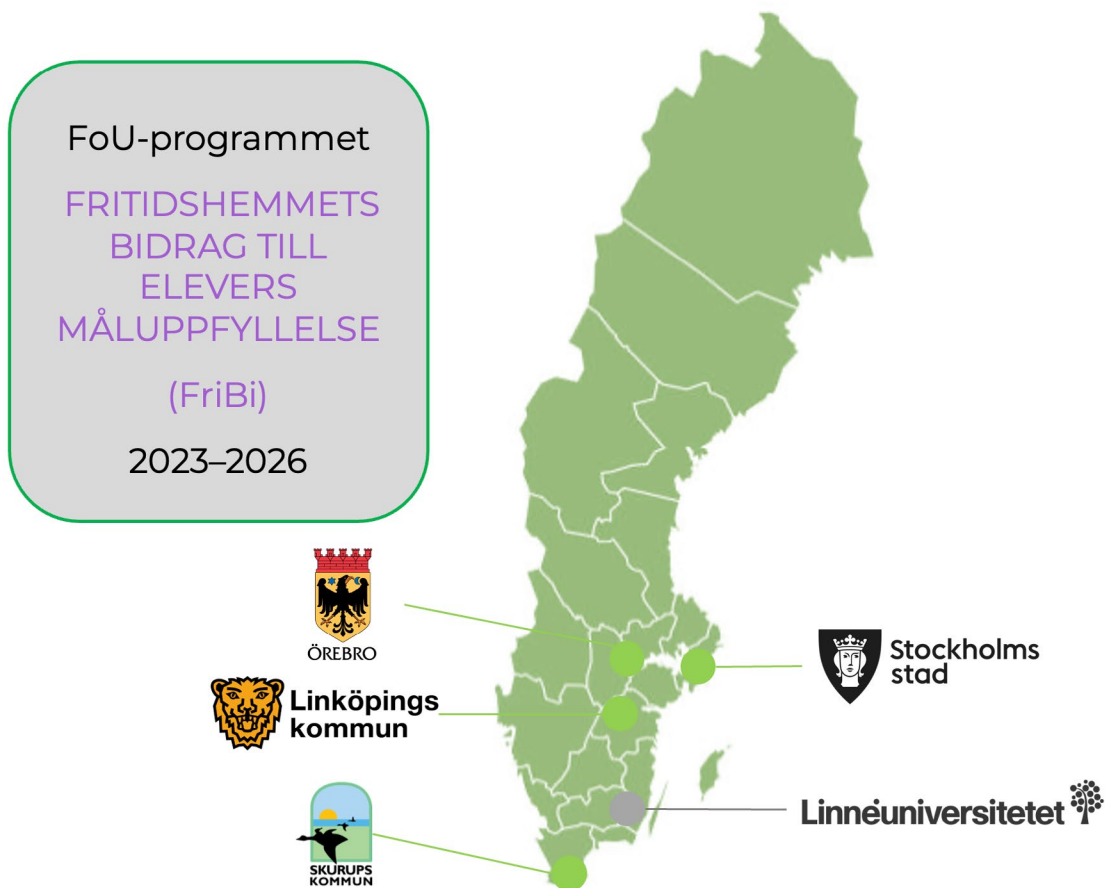 FoU-programmet
FRITIDSHEMMETS
BIDRAG TILL
ELEVERS
MÅLUPPFYLLELSE
(FriBi)
2023–2026
ÖREBRO
Linköpings
kommun
Stockholms
stad
Linnéuniversitetet
SKURUPS
KOMMUN